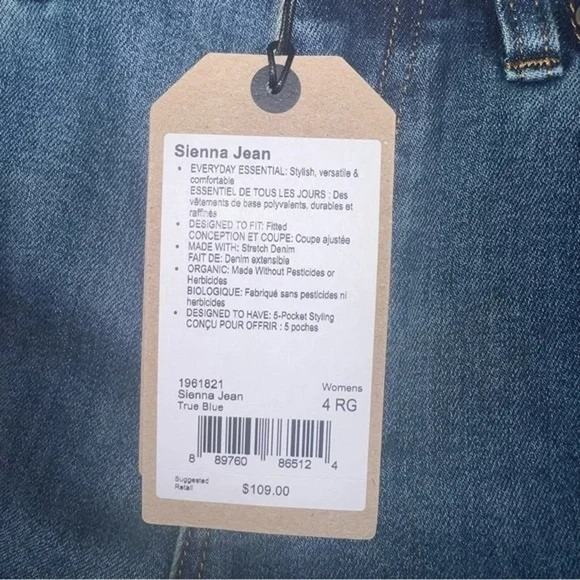 Sienna Jean
• EVERYDAY ESSENTIAL: Stylish, versatile &
comfortable
ESSENTIEL DE TOUS LES JOURS : Des
vêtements de base polyvalents, durables et
raffinés
• DESIGNED TO FIT: Fitted
CONCEPTION ET COUPE: Coupe ajustée
• MADE WITH: Stretch Denim
FAIT DE: Denim extensible
• ORGANIC: Made Without Pesticides or
Herbicides
BIOLOGIQUE: Fabriqué sans pesticides ni
herbicides
• DESIGNED TO HAVE: 5-Pocket Styling
CONÇU POUR OFFRIR : 5 poches
1961821
Sienna Jean
True Blue
Womens
4 RG
8 89760 86512 4
Suggested
Retail
$109.00